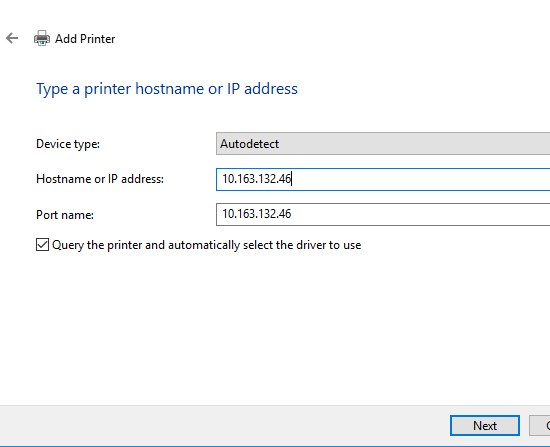 Add Printer
Type a printer hostname or IP address
Device type: Autodetect
Hostname or IP address: 10.163.132.46
Port name: 10.163.132.46
Query the printer and automatically select the driver to use
Next